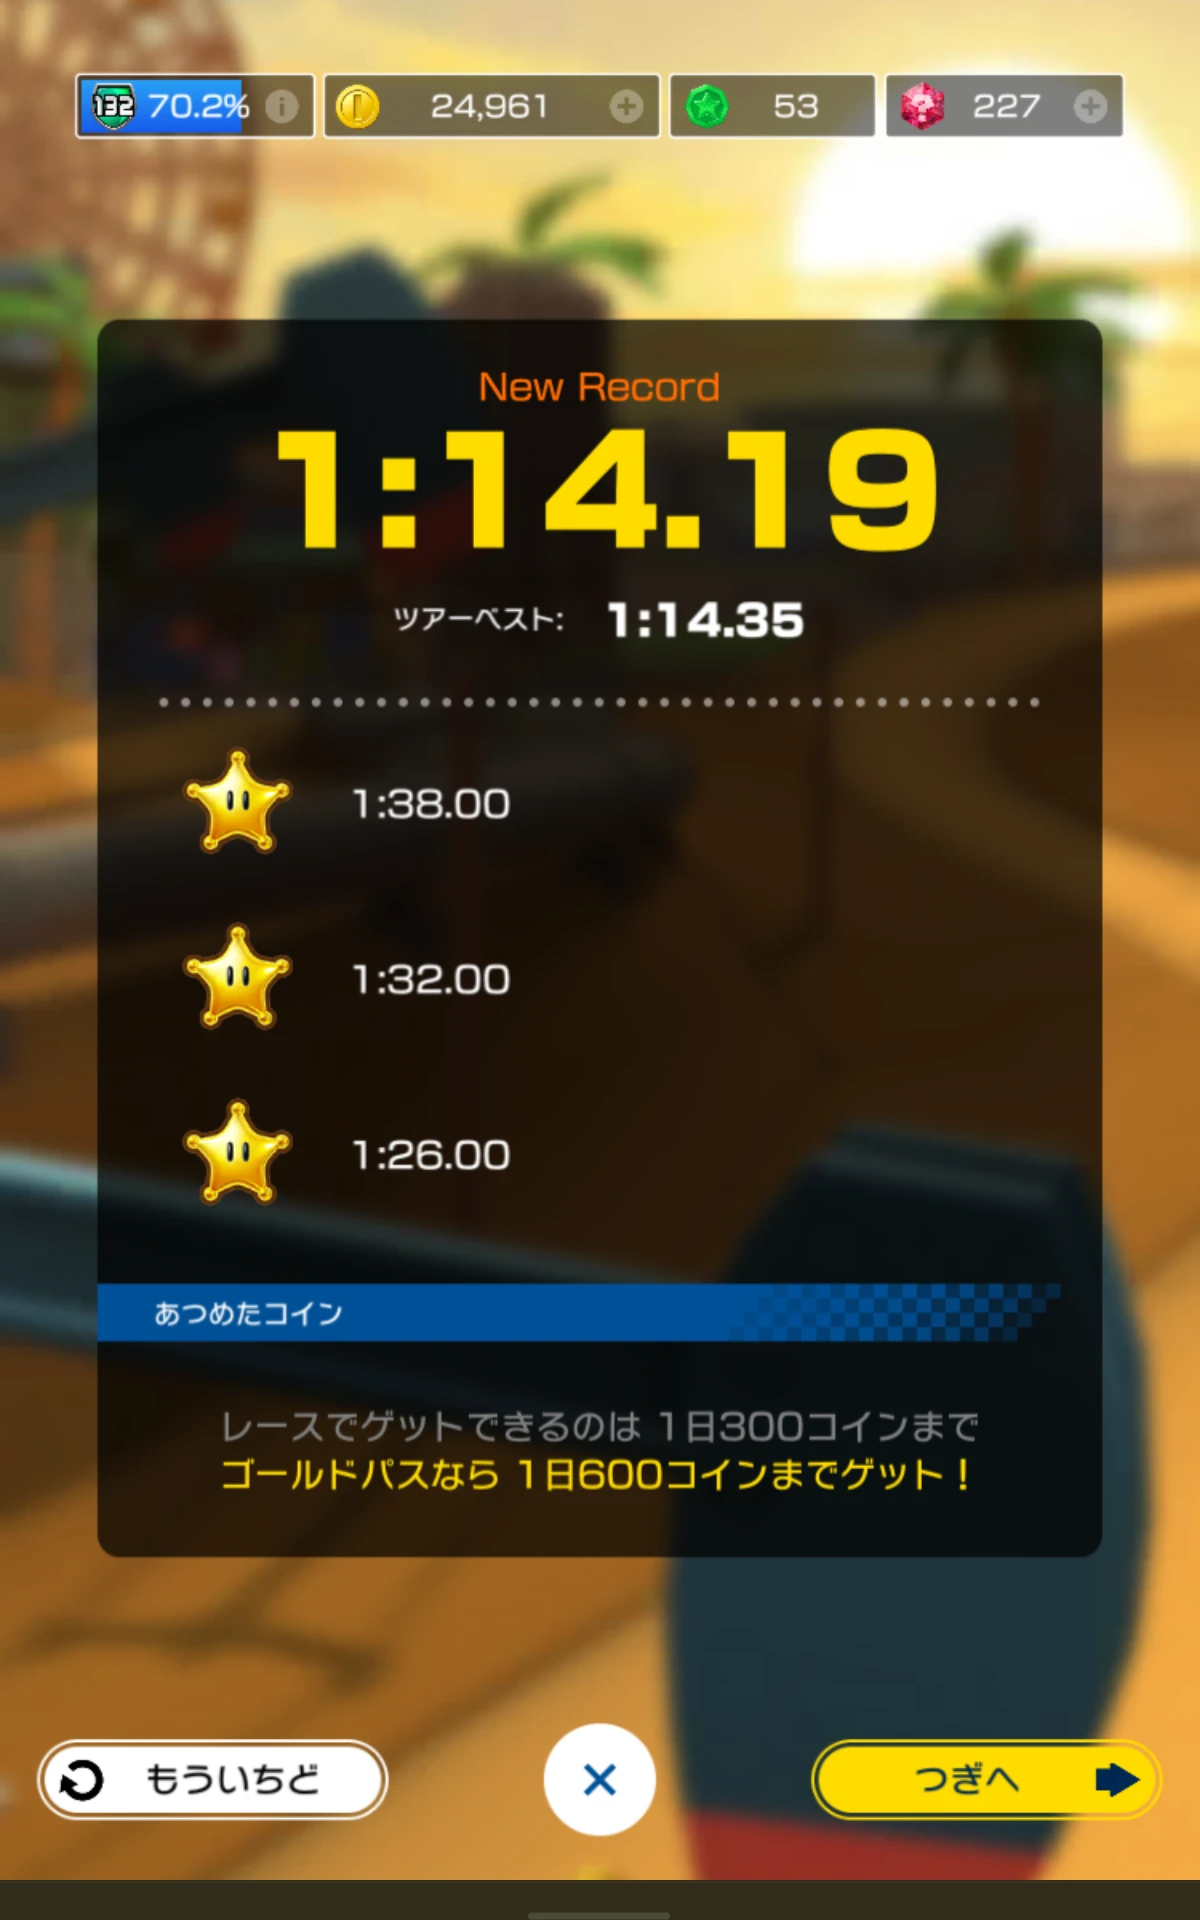 132 70.2% 24,961 53 227
New Record
1:14.19
ツアーベスト: 1:14.35
1:38.00
1:32.00
1:26.00
あつめたコイン
レースでゲットできるのは 1日300コインまで
ゴールドパスなら 1日600コインまでゲット！
もういちど
つぎへ